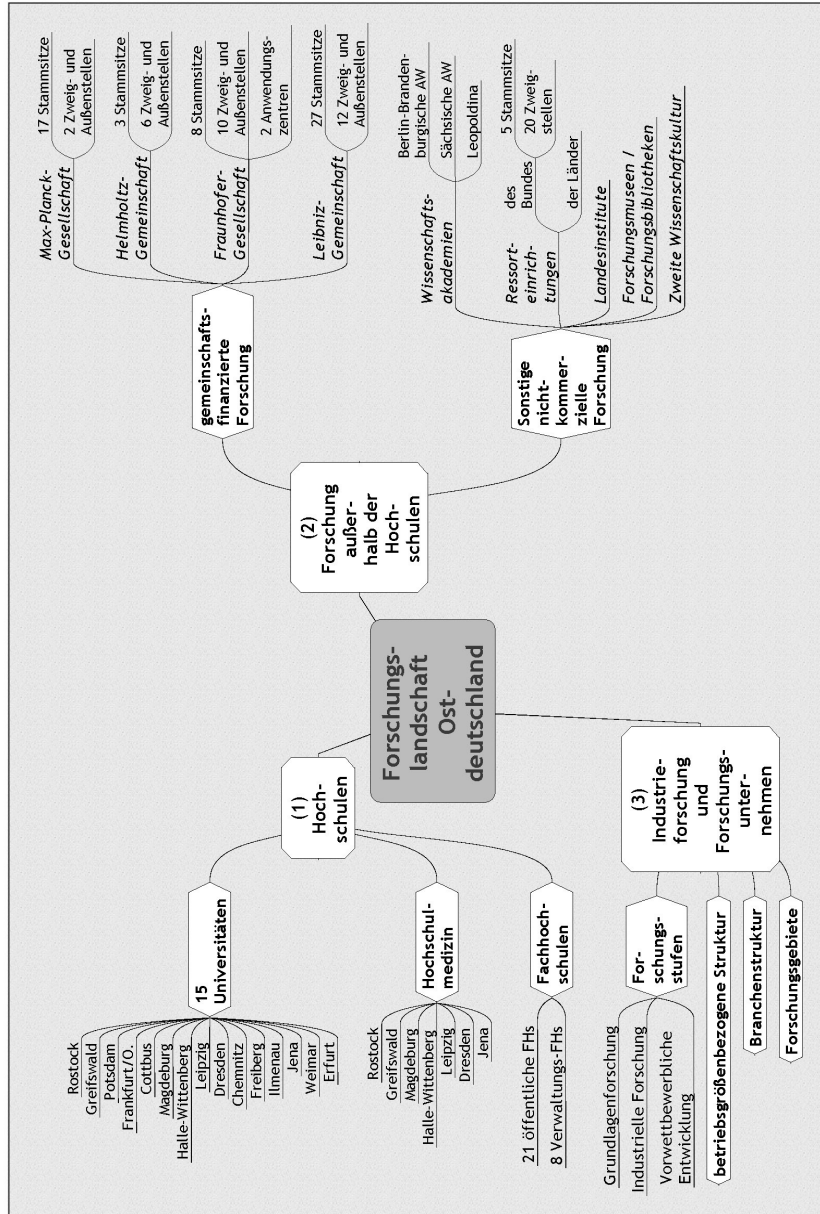 Forschungs-
landschaft
Ost-
deutschland
(1)
Hoch-
schulen
15
Universitäten
Rostock
Greifswald
Potsdam
Frankfurt/O.
Cottbus
Magdeburg
Halle-Wittenberg
Leipzig
Dresden
Chemnitz
Freiberg
Ilmenau
Jena
Weimar
Erfurt
Hochschul-
medizin
Rostock
Greifswald
Magdeburg
Halle-Wittenberg
Leipzig
Dresden
Jena
Fachhoch-
schulen
21 öffentliche FHs
8 Verwaltungs-FHs
(2)
Forschung
außer-
halb der
Hoch-
schulen
gemeinschafts-
finanzierte
Forschung
Max-Planck-
Gesellschaft
17 Stammsitze
2 Zweig- und
Außenstellen
Helmholtz-
Gemeinschaft
3 Stammsitze
6 Zweig- und
Außenstellen
Fraunhofer-
Gesellschaft
8 Stammsitze
10 Zweig- und
Außenstellen
2 Anwendungs-
zentren
Leibniz-
Gemeinschaft
27 Stammsitze
12 Zweig- und
Außenstellen
Sonstige
nicht-
kommer-
zielle
Forschung
Wissenschafts-
akademien
Berlin-Branden-
burgische AW
Sächsische AW
Leopoldina
Ressort-
einrich-
tungen
des
Bundes
5 Stammsitze
20 Zweig-
stellen
der Länder
Landesinstitute
Forschungsmuseen /
Forschungsbibliotheken
Zweite Wissenschaftskultur
(3)
Industrie-
forschung
und
Forschungs-
unter-
nehmen
For-
schungs-
stufen
Grundlagenforschung
Industrielle Forschung
Vorwettbewerbliche
Entwicklung
betriebsgrößenbezogene Struktur
Branchenstruktur
Forschungsgebiete